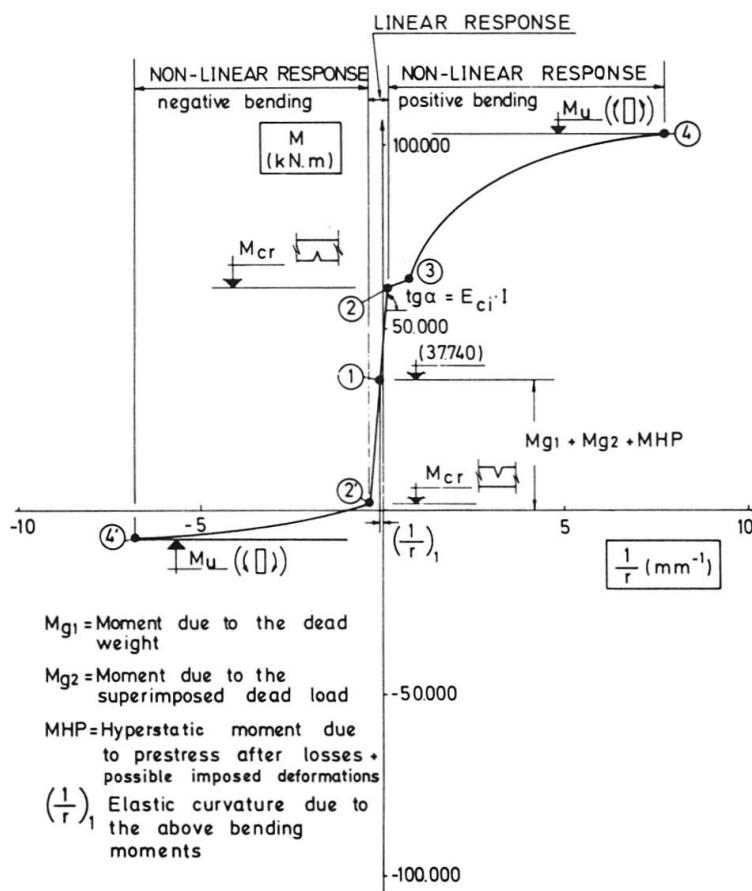 LINEAR RESPONSE
NON-LINEAR RESPONSE
NON-LINEAR RESPONSE
negative bending
positive bending
M
(kN.m)
Mu (( ))
4
100.000
Mcr
3
2
tgα = Eci·I
50.000
(37.740)
1
Mg1 + Mg2 + MHP
Mcr
2'
-10
-5
5
10
4'
Mu (( ))
(1/r)1
1/r (mm-1)
Mg1 = Moment due to the dead
weight
Mg2 = Moment due to the
superimposed dead load
-50.000
MHP = Hyperstatic moment due
to prestress after losses +
possible imposed deformations
(1/r)1 Elastic curvature due to
the above bending
moments
-100.000